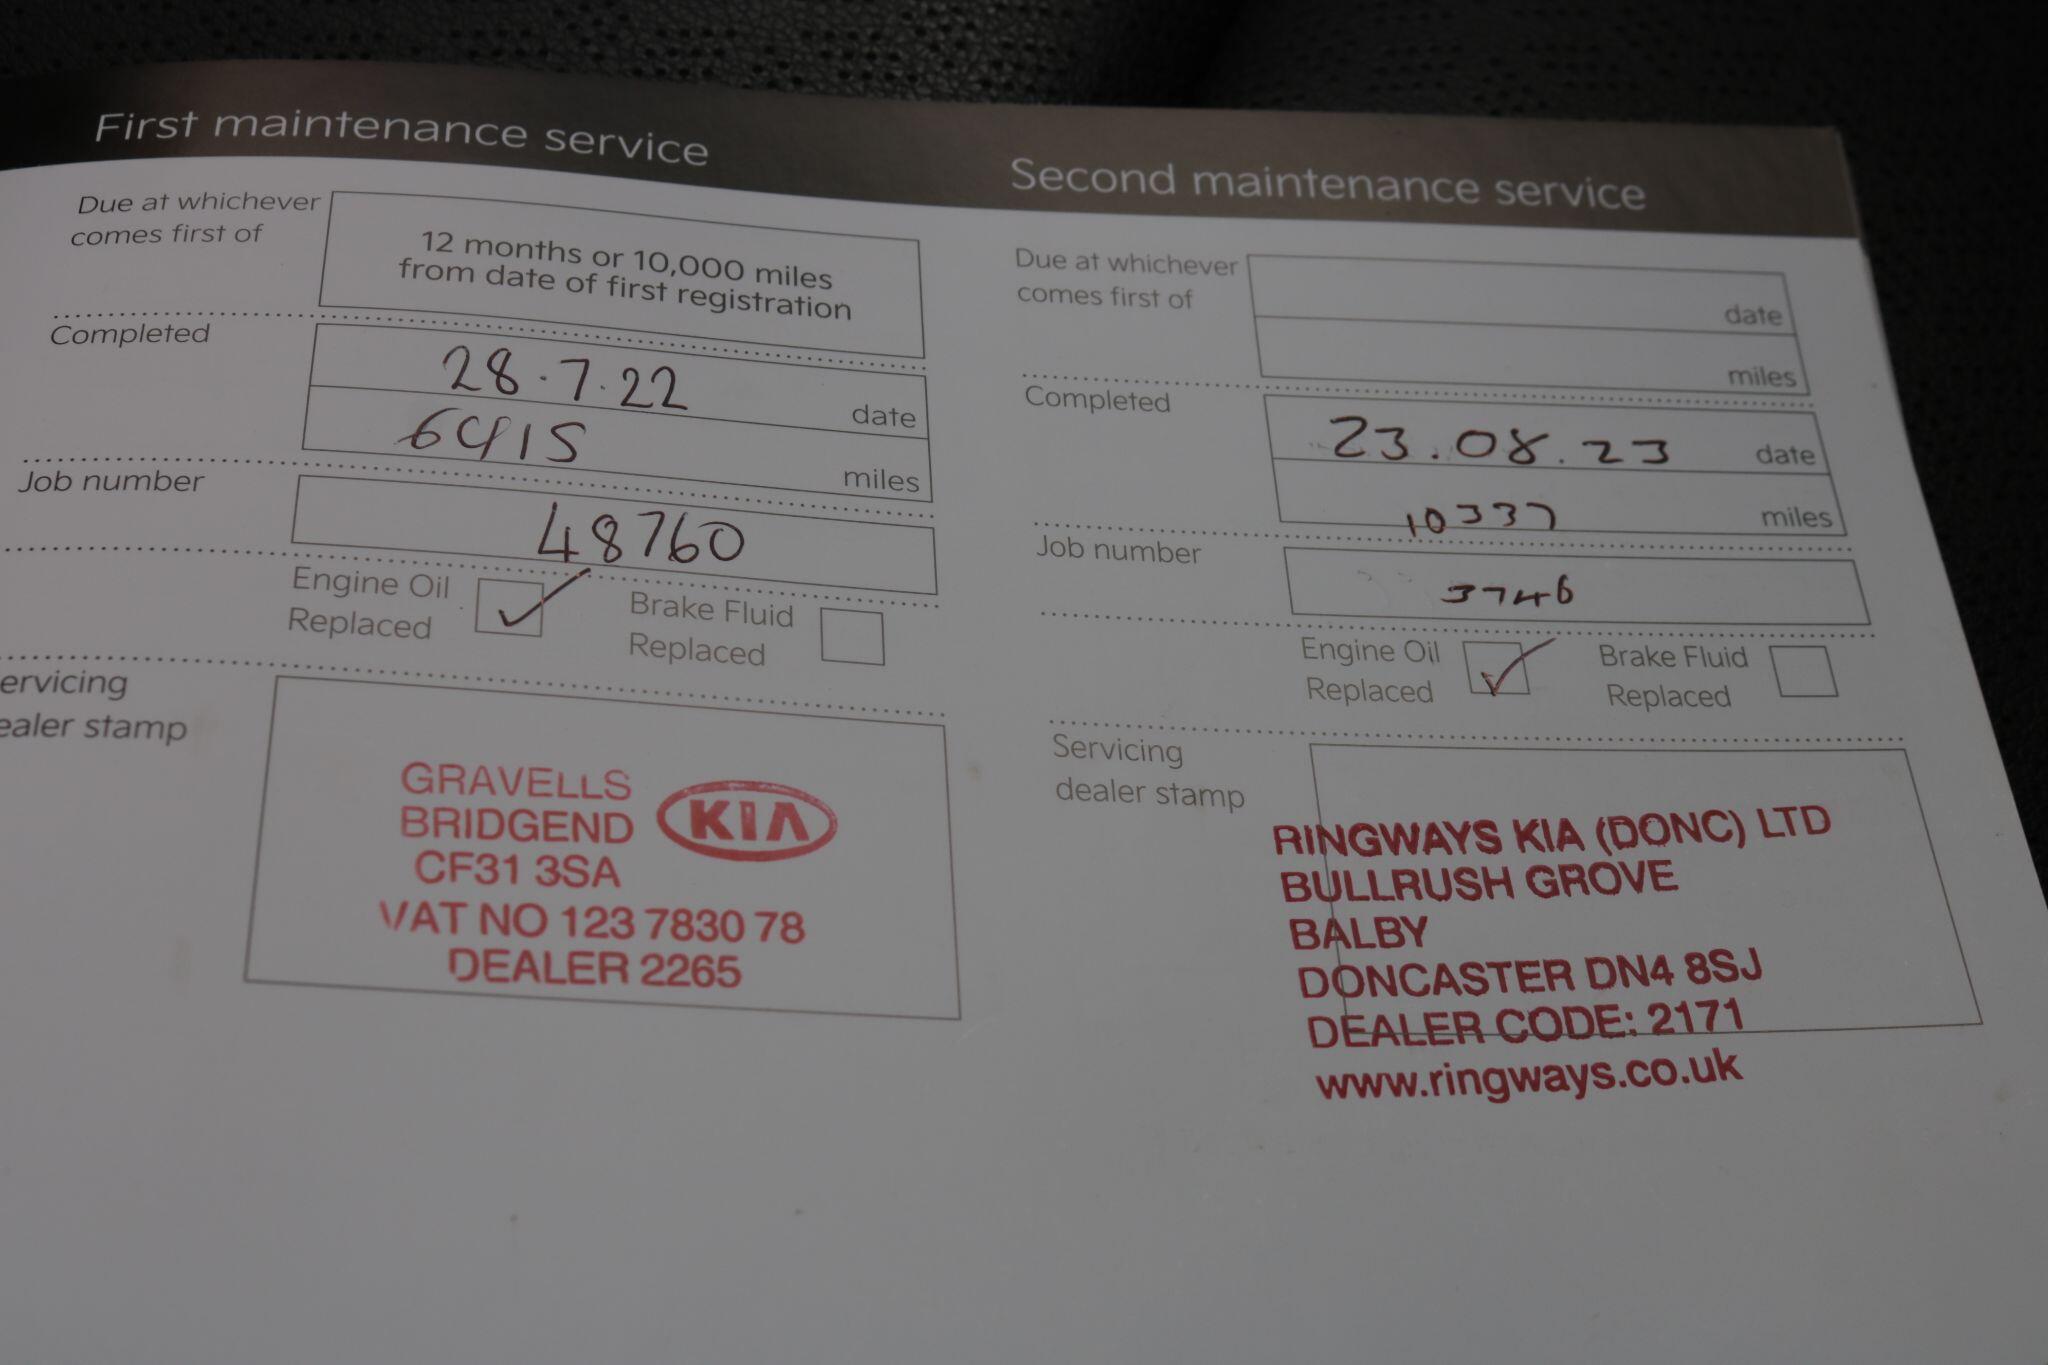 First maintenance service
Due at whichever
comes first of
12 months or 10,000 miles
from date of first registration
Completed
28.7.22
date
miles
Job number
48760
Engine Oil
Replaced
Brake Fluid
Replaced
ervicing
ealer stamp
GRAVELLS
BRIDGEND
CF31 3SA
KIA
VAT NO 123 7830 78
DEALER 2265
Second maintenance service
Due at whichever
comes first of
date
miles
Completed
23.08.23
date
10337
miles
Job number
3746
Engine Oil
Replaced
Brake Fluid
Replaced
Servicing
dealer stamp
RINGWAYS KIA (DONC) LTD
BULLRUSH GROVE
BALBY
DONCASTER DN4 8SJ
DEALER CODE: 2171
www.ringways.co.uk